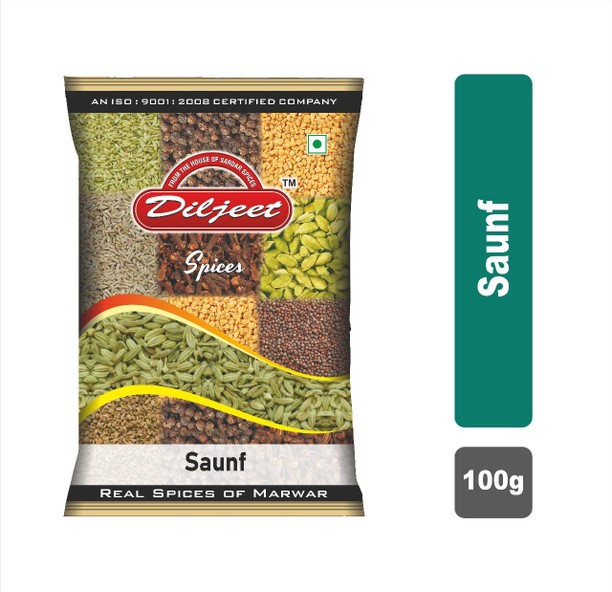 AN ISO : 9001 : 2008 CERTIFIED COMPANY
FROM THE HOUSE OF SARDAR SPICES
Diljeet TM
Spices
Saunf
REAL SPICES OF MARWAR
Saunf
100g